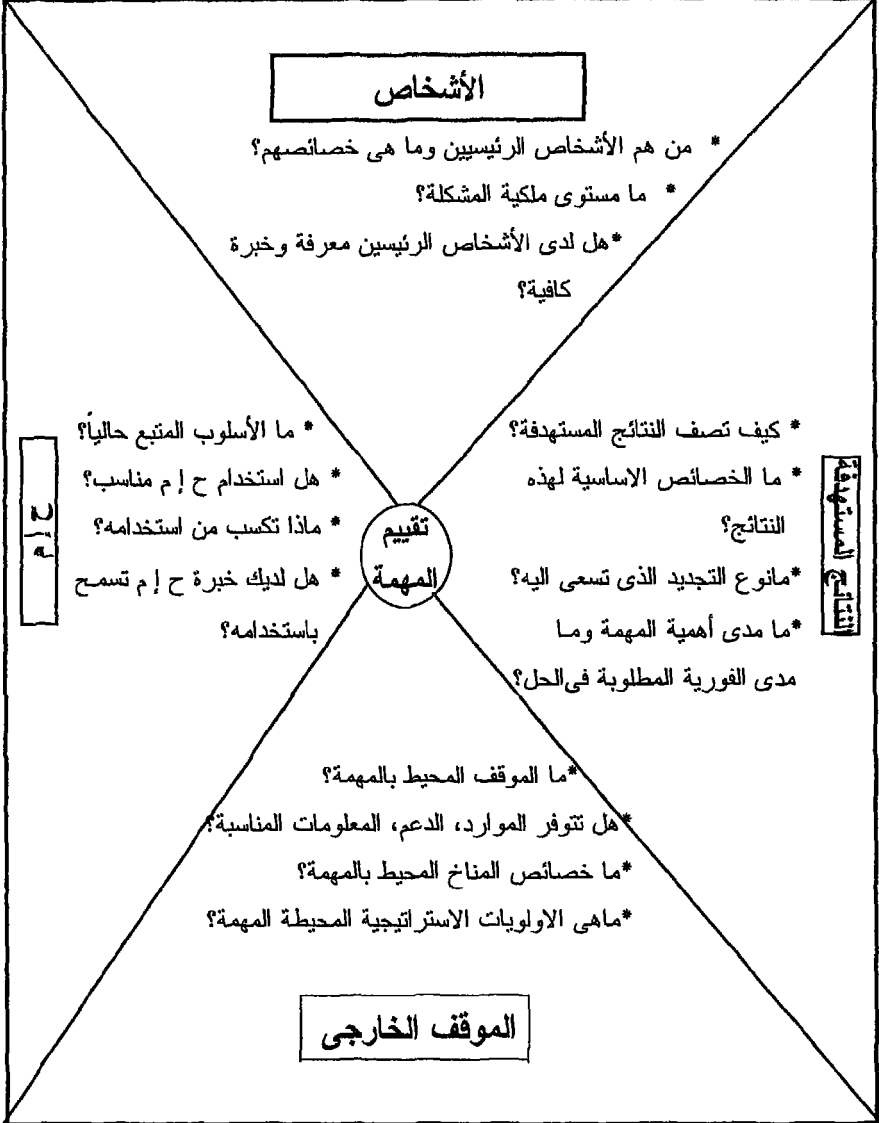 الأشخاص
* من هم الأشخاص الرئيسيين وما هى خصائصهم؟
* ما مستوى ملكية المشكلة؟
*هل لدى الأشخاص الرئيسين معرفة وخبرة
كافية؟
النتائج المستهدفة
* كيف تصف النتائج المستهدفة؟
* ما الخصائص الاساسية لهذه
النتائج؟
*مانوع التجديد الذى تسعى اليه؟
*ما مدى أهمية المهمة وما
مدى الفورية المطلوبة فى الحل؟
تقييم
المهمة
* ما الأسلوب المتبع حالياً؟
* هل استخدام ح إ م مناسب؟
* ماذا تكسب من استخدامه؟
* هل لديك خبرة ح إ م تسمح
باستخدامه؟
ح إ م
*ما الموقف المحيط بالمهمة؟
*هل تتوفر الموارد، الدعم، المعلومات المناسبة؟
*ما خصائص المناخ المحيط بالمهمة؟
*ماهى الاولويات الاستراتيجية المحيطة المهمة؟
الموقف الخارجى